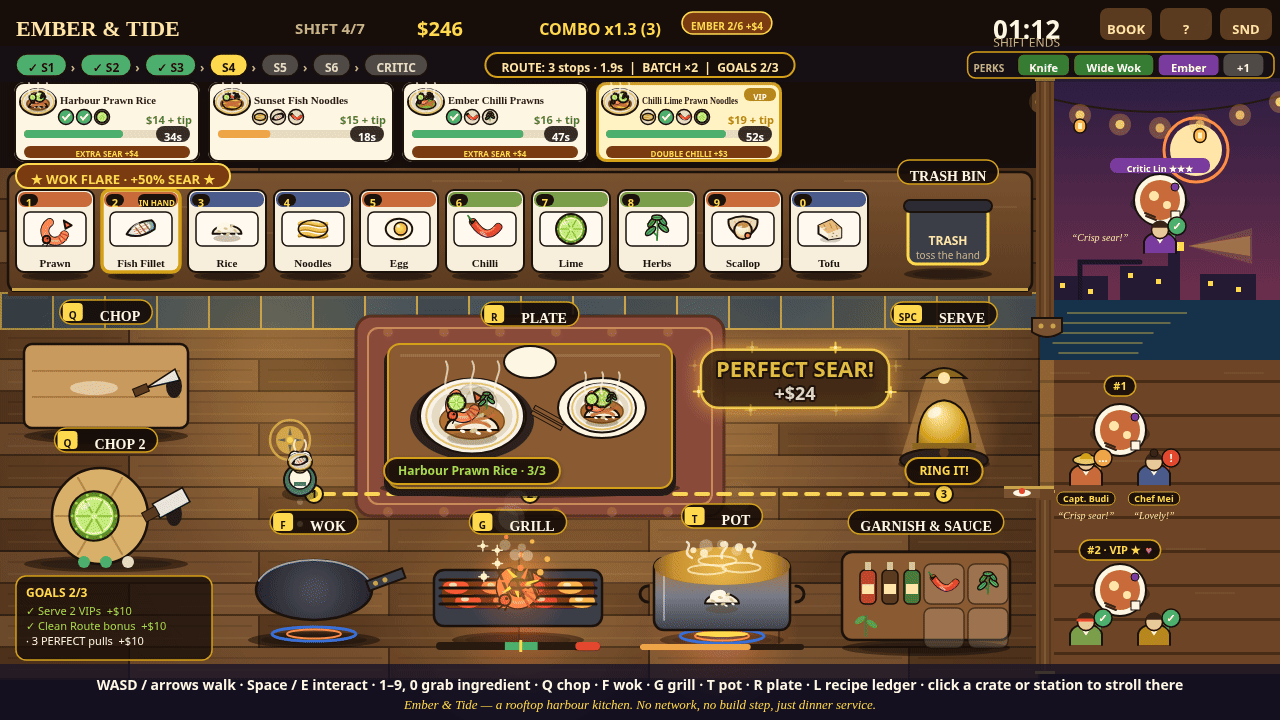 EMBER & TIDE
SHIFT 4/7
$246
COMBO x1.3 (3)
EMBER 2/6 +$4
01:12
SHIFT ENDS
BOOK
?
SND
✓ S1 › ✓ S2 › ✓ S3 › S4 › S5 › S6 › CRITIC
ROUTE: 3 stops · 1.9s | BATCH ×2 | GOALS 2/3
PERKS
Knife
Wide Wok
Ember
+1
Harbour Prawn Rice
$14 + tip
34s
EXTRA SEAR +$4
Sunset Fish Noodles
$15 + tip
18s
Ember Chilli Prawns
$16 + tip
47s
EXTRA SEAR +$4
Chilli Lime Prawn Noodles
VIP
$19 + tip
52s
DOUBLE CHILLI +$3
★ WOK FLARE · +50% SEAR ★
TRASH BIN
Critic Lin ★★★
“Crisp sear!”
1
Prawn
2
IN HAND
Fish Fillet
3
Rice
4
Noodles
5
Egg
6
Chilli
7
Lime
8
Herbs
9
Scallop
0
Tofu
TRASH
toss the hand
Q CHOP
R PLATE
SPC SERVE
PERFECT SEAR!
+$24
#1
Q CHOP 2
Harbour Prawn Rice · 3/3
RING IT!
3
Capt. Budi
Chef Mei
“Crisp sear!”
“Lovely!”
F WOK
G GRILL
T POT
GARNISH & SAUCE
#2 · VIP ★ ♥
GOALS 2/3
✓ Serve 2 VIPs +$10
✓ Clean Route bonus +$10
· 3 PERFECT pulls +$10
WASD / arrows walk · Space / E interact · 1–9, 0 grab ingredient · Q chop · F wok · G grill · T pot · R plate · L recipe ledger · click a crate or station to stroll there
Ember & Tide — a rooftop harbour kitchen. No network, no build step, just dinner service.